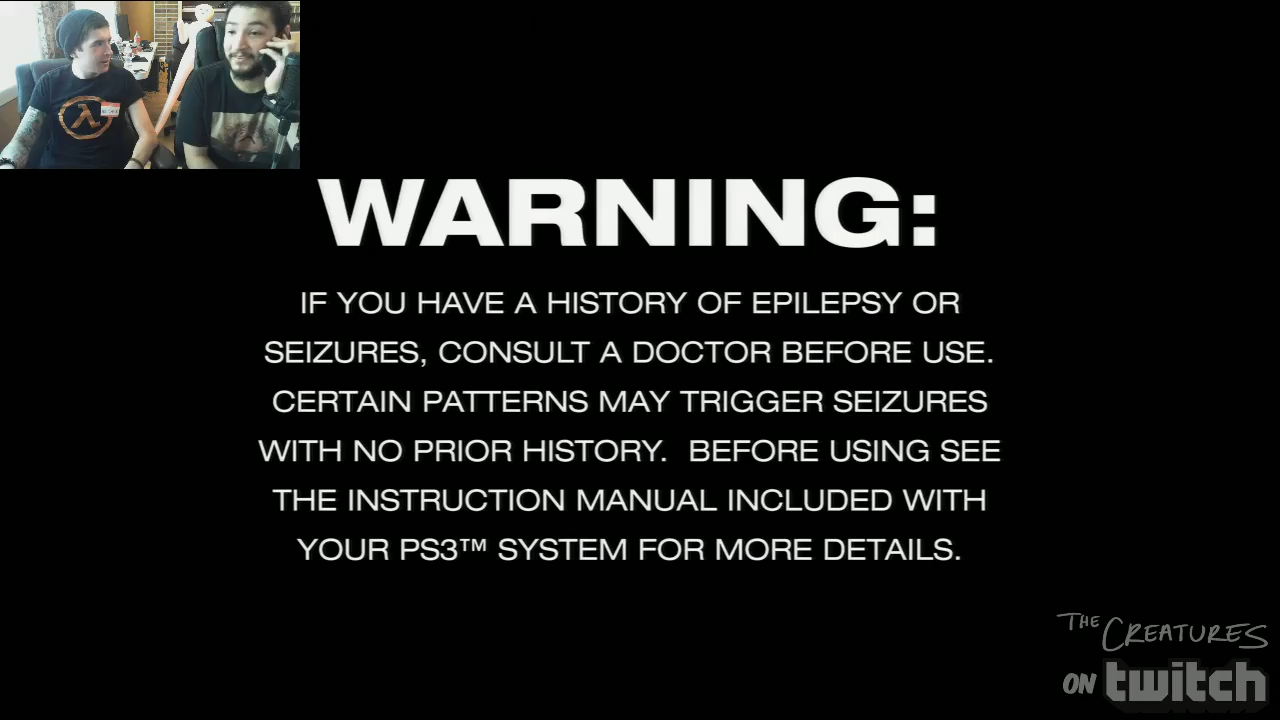 WARNING:
IF YOU HAVE A HISTORY OF EPILEPSY OR
SEIZURES, CONSULT A DOCTOR BEFORE USE.
CERTAIN PATTERNS MAY TRIGGER SEIZURES
WITH NO PRIOR HISTORY. BEFORE USING SEE
THE INSTRUCTION MANUAL INCLUDED WITH
YOUR PS3™ SYSTEM FOR MORE DETAILS.
THE CREATURES
ON twitch